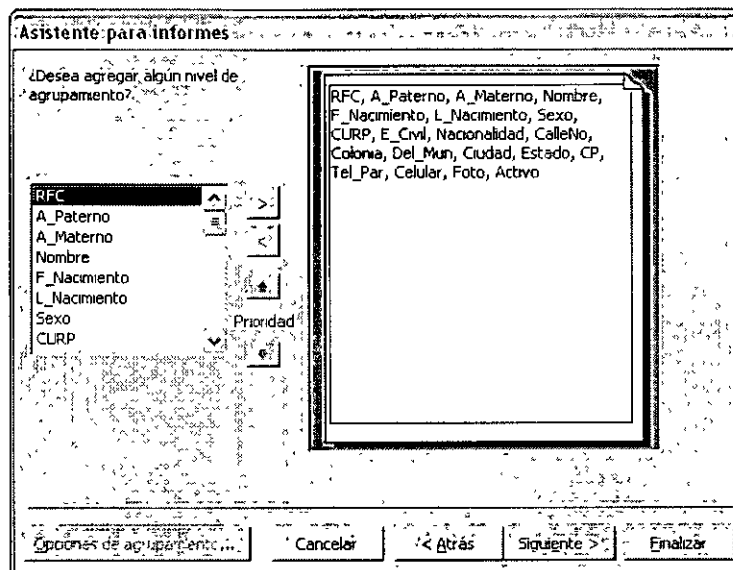 Asistente para informes
¿Desea agregar algún nivel de
agrupamiento?
RFC
A_Paterno
A_Materno
Nombre
F_Nacimiento
L_Nacimiento
Sexo
CURP
>
<
Prioridad
RFC, A_Paterno, A_Materno, Nombre,
F_Nacimiento, L_Nacimiento, Sexo,
CURP, E_Civil, Nacionalidad, CalleNo,
Colonia, Del_Mun, Ciudad, Estado, CP,
Tel_Par, Celular, Foto, Activo
Opciones de agrupamiento...
Cancelar
< Atrás
Siguiente >
Finalizar